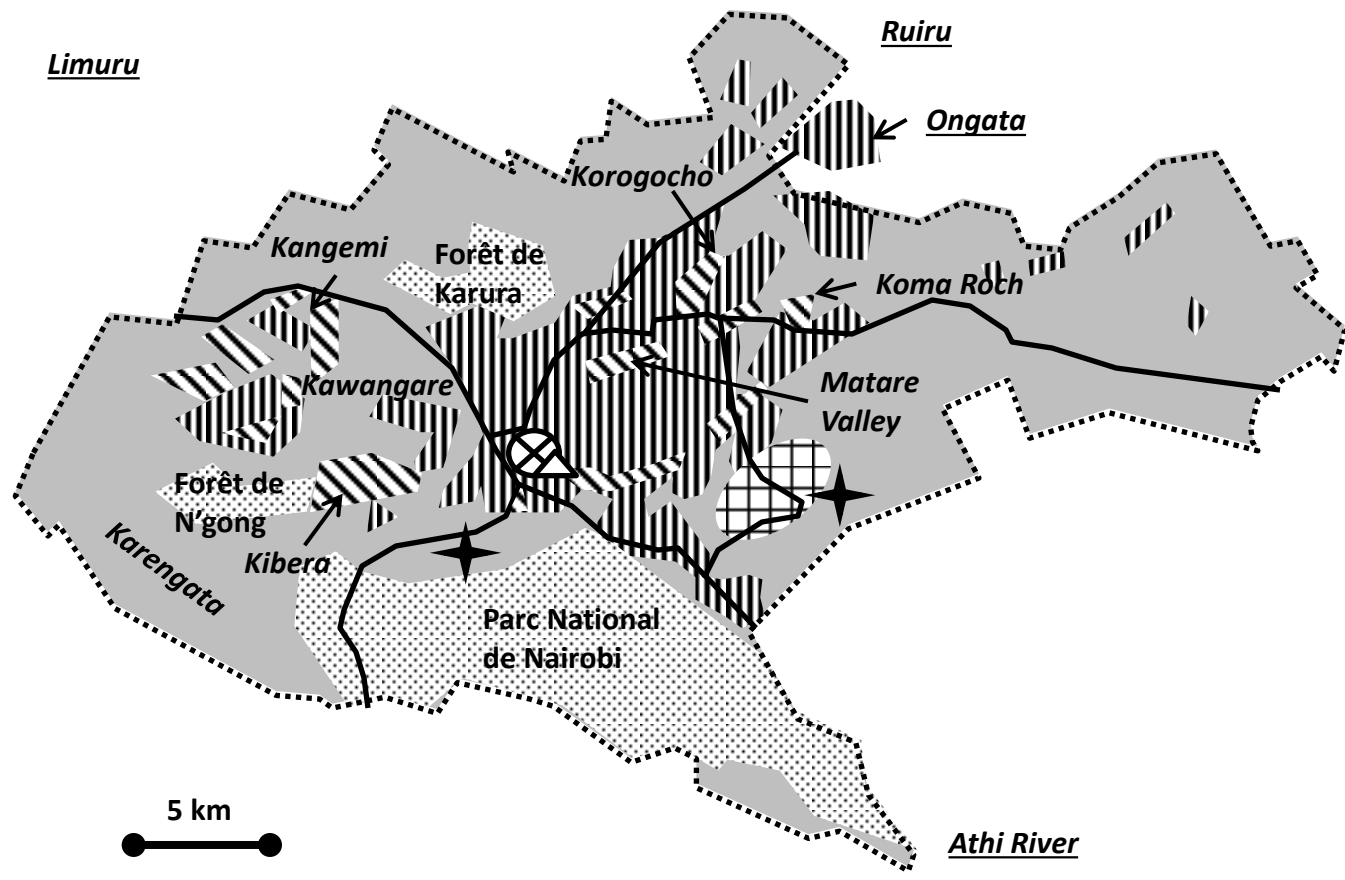 Ruiru
Limuru
Ongata
Korogocho
Kangemi
Forêt de
Karura
Koma Roch
Kawangare
Matare
Valley
Forêt de
N'gong
Kibera
Karengata
Parc National
de Nairobi
5 km
Athi River